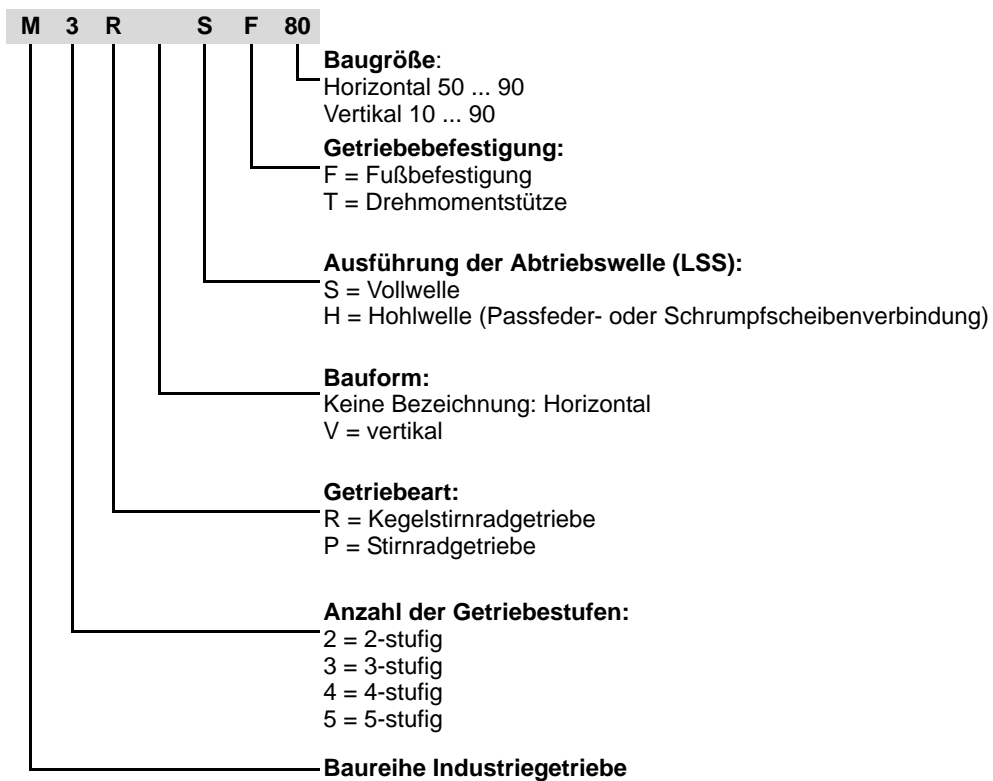 M 3 R S F 80
Baugröße:
Horizontal 50 ... 90
Vertikal 10 ... 90
Getriebebefestigung:
F = Fußbefestigung
T = Drehmomentstütze
Ausführung der Abtriebswelle (LSS):
S = Vollwelle
H = Hohlwelle (Passfeder- oder Schrumpfscheibenverbindung)
Bauform:
Keine Bezeichnung: Horizontal
V = vertikal
Getriebeart:
R = Kegelstirnradgetriebe
P = Stirnradgetriebe
Anzahl der Getriebestufen:
2 = 2-stufig
3 = 3-stufig
4 = 4-stufig
5 = 5-stufig
Baureihe Industriegetriebe